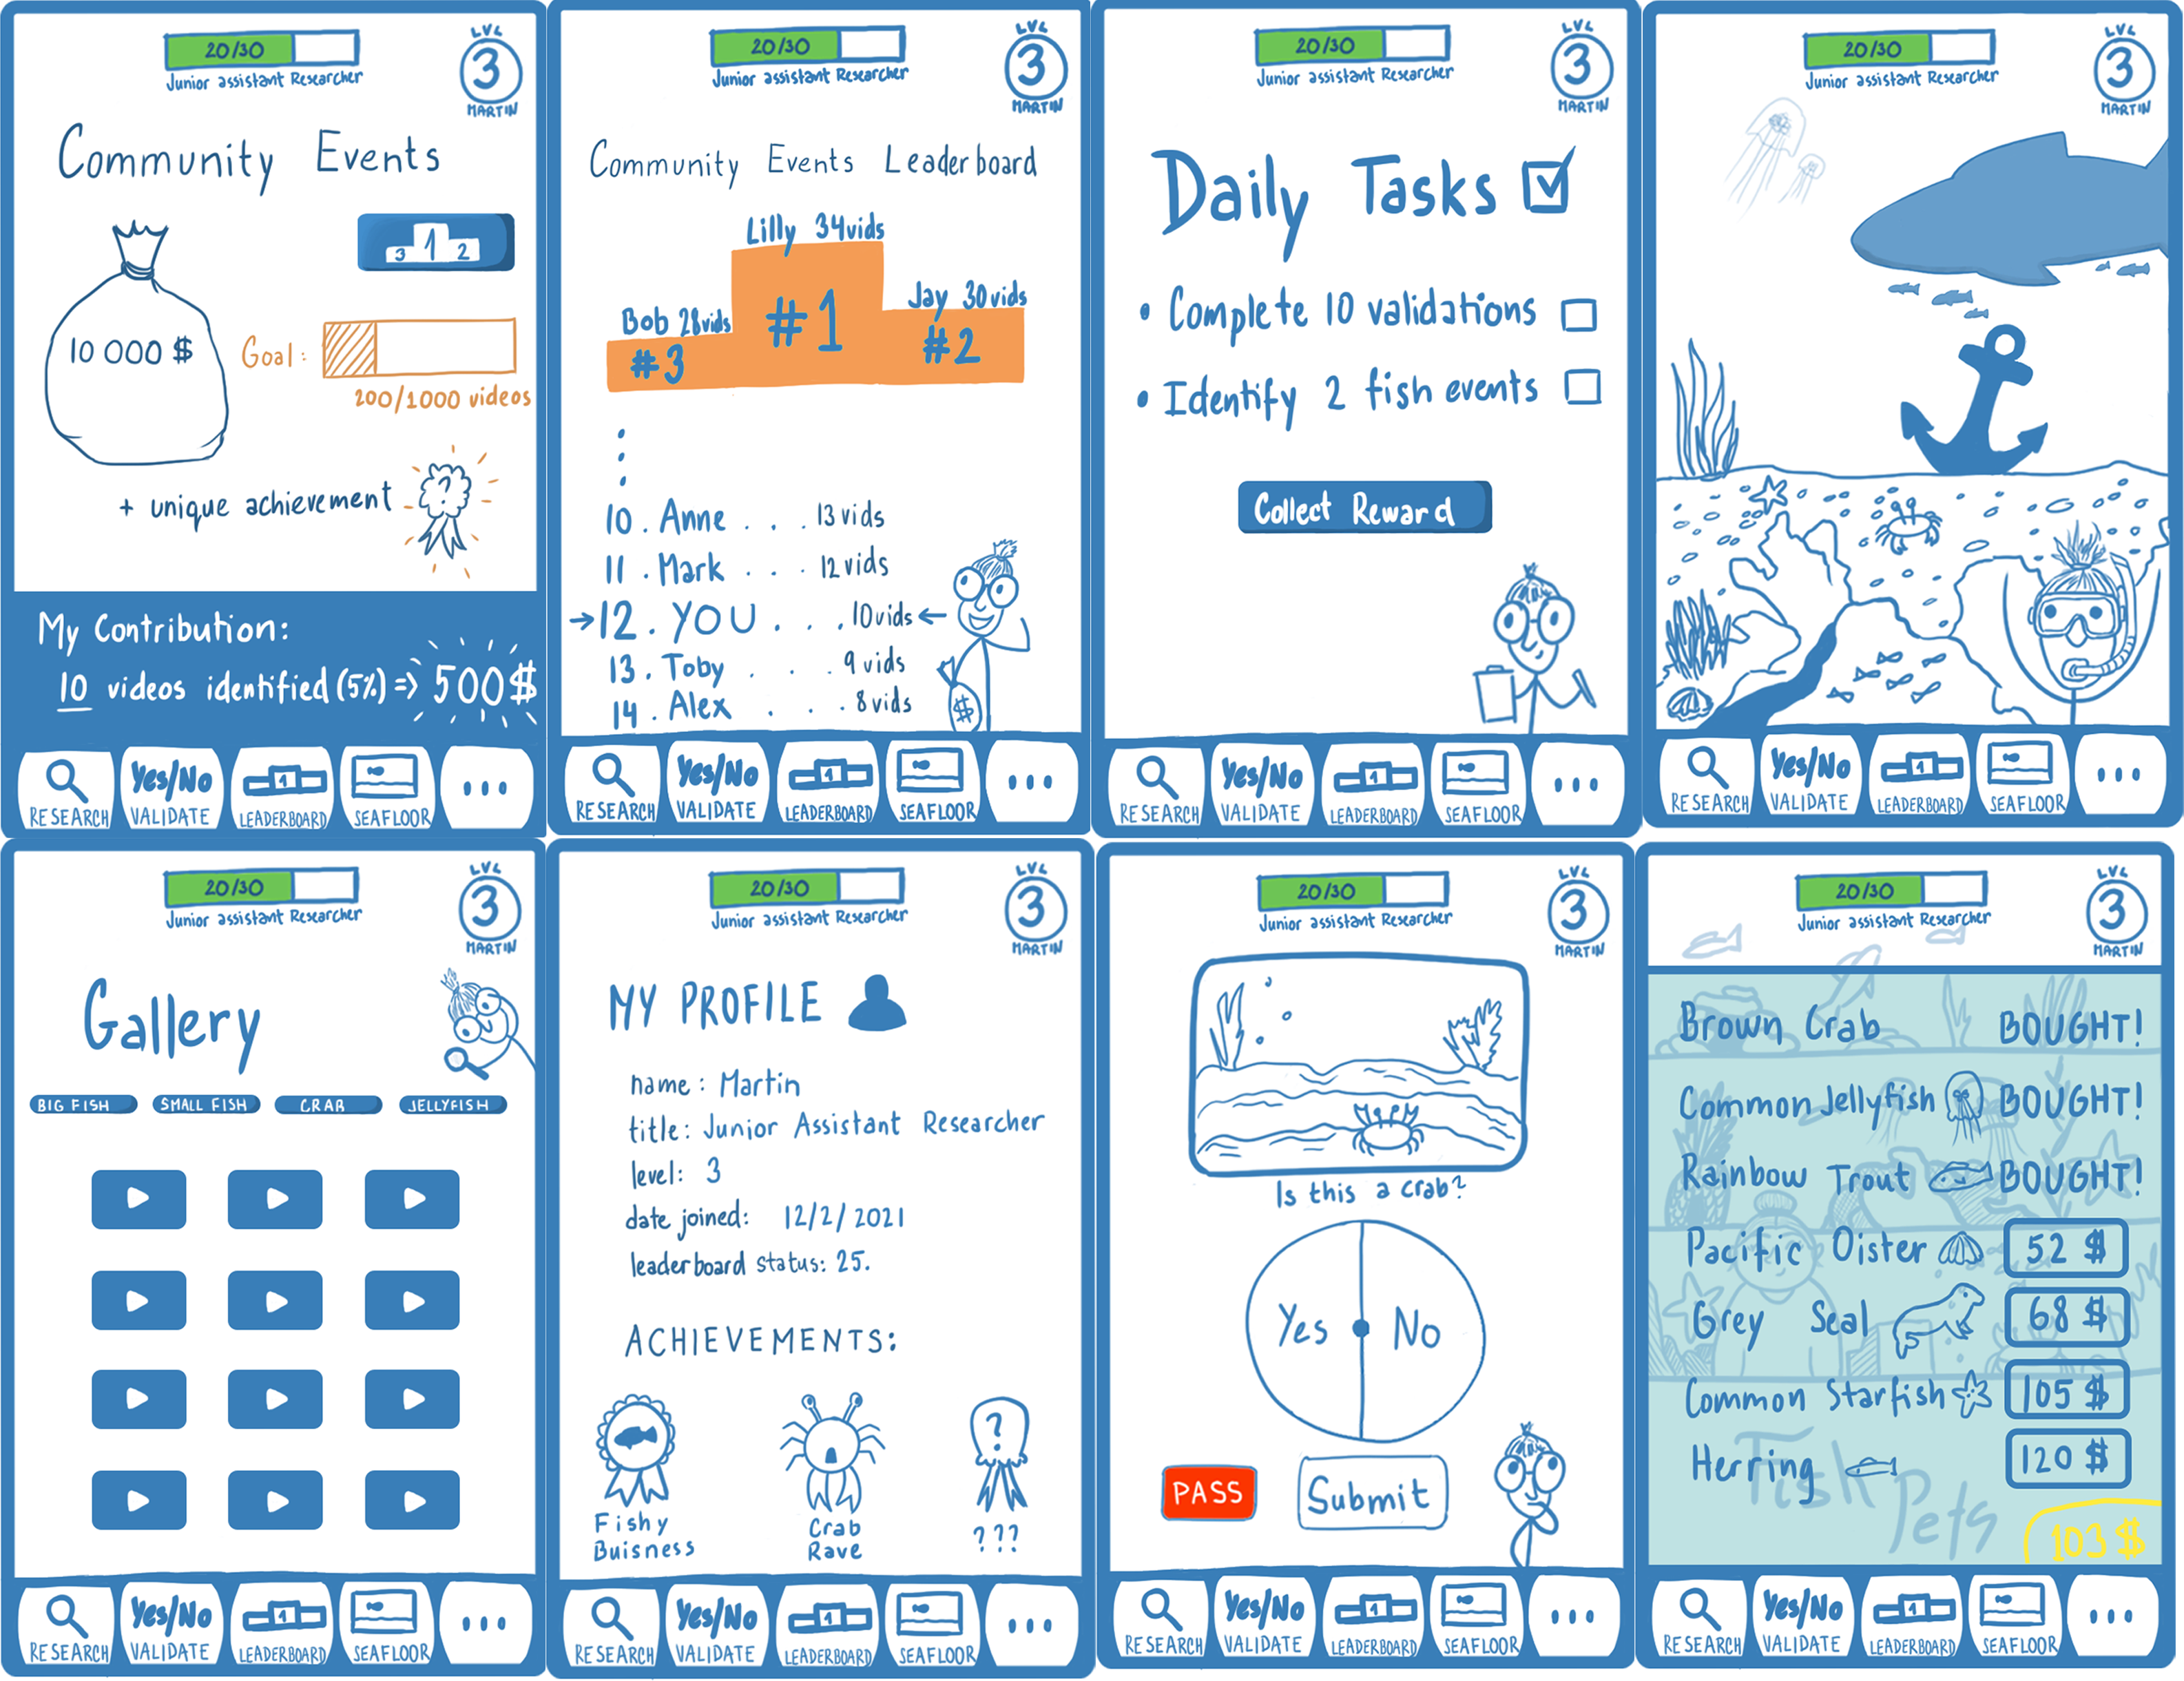 20/30
Junior assistant Researcher
LVL
3
MARTIN
Community Events
3 1 2
10 000 $
Goal:
200/1000 videos
+ unique achievement
?
My Contribution:
10 videos identified (5%) => 500$
RESEARCH
Yes/No
VALIDATE
1
LEADERBOARD
SEAFLOOR
...
20/30
Junior assistant Researcher
LVL
3
MARTIN
Community Events Leaderboard
Lilly 34vids
Jay 30vids
Bob 28vids
#1
#2
#3
10. Anne . . . 13 vids
11. Mark . . . 12 vids
→12. YOU . . . 10vids←
13. Toby . . . 9 vids
14. Alex . . . 8 vids
$
RESEARCH
Yes/No
VALIDATE
1
LEADERBOARD
SEAFLOOR
...
20/30
Junior assistant Researcher
LVL
3
MARTIN
Daily Tasks
• Complete 10 validations
• Identify 2 fish events
Collect Reward
RESEARCH
Yes/No
VALIDATE
1
LEADERBOARD
SEAFLOOR
...
20/30
Junior assistant Researcher
LVL
3
MARTIN
RESEARCH
Yes/No
VALIDATE
1
LEADERBOARD
SEAFLOOR
...
20/30
Junior assistant Researcher
LVL
3
MARTIN
Gallery
BIG FISH SMALL FISH CRAB JELLYFISH
RESEARCH
Yes/No
VALIDATE
1
LEADERBOARD
SEAFLOOR
...
20/30
Junior assistant Researcher
LVL
3
MARTIN
MY PROFILE
name: Martin
title: Junior Assistant Researcher
level: 3
date joined: 12/2/2021
leaderboard status: 25.
ACHIEVEMENTS:
?
Fishy
Buisness
Crab
Rave
???
RESEARCH
Yes/No
VALIDATE
1
LEADERBOARD
SEAFLOOR
...
20/30
Junior assistant Researcher
LVL
3
MARTIN
Is this a crab?
Yes No
PASS
Submit
RESEARCH
Yes/No
VALIDATE
1
LEADERBOARD
SEAFLOOR
...
20/30
Junior assistant Researcher
LVL
3
MARTIN
Brown Crab BOUGHT!
Common Jellyfish BOUGHT!
Rainbow Trout BOUGHT!
Pacific Oister 52 $
Grey Seal 68 $
Common Starfish 105 $
Herring 120 $
Fish Pets
103 $
RESEARCH
Yes/No
VALIDATE
1
LEADERBOARD
SEAFLOOR
...